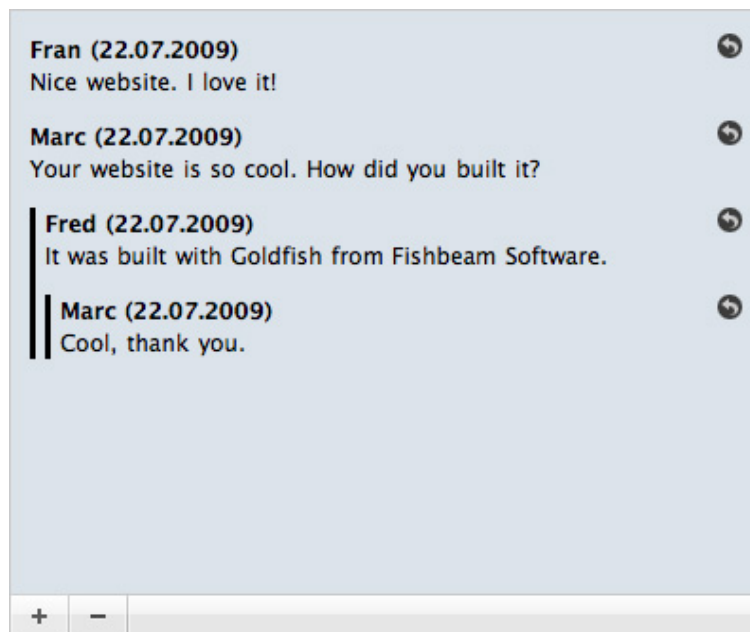 Fran (22.07.2009)
Nice website. I love it!
Marc (22.07.2009)
Your website is so cool. How did you built it?
Fred (22.07.2009)
It was built with Goldfish from Fishbeam Software.
Marc (22.07.2009)
Cool, thank you.
+ −